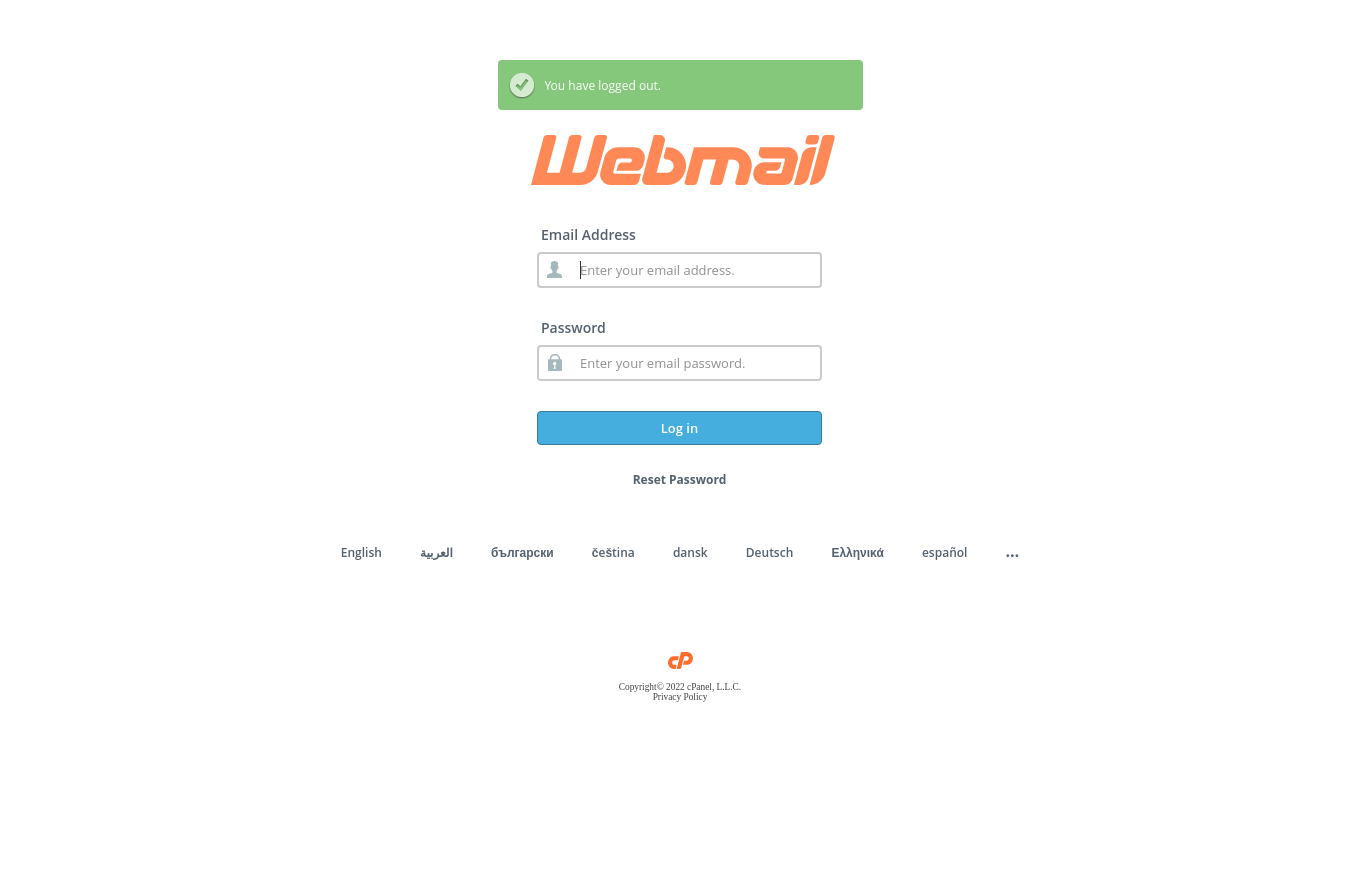 You have logged out.
Webmail
Email Address
Enter your email address.
Password
Enter your email password.
Log in
Reset Password
English العربية български čeština dansk Deutsch Ελληνικά español ...
cP
Copyright© 2022 cPanel, L.L.C.
Privacy Policy